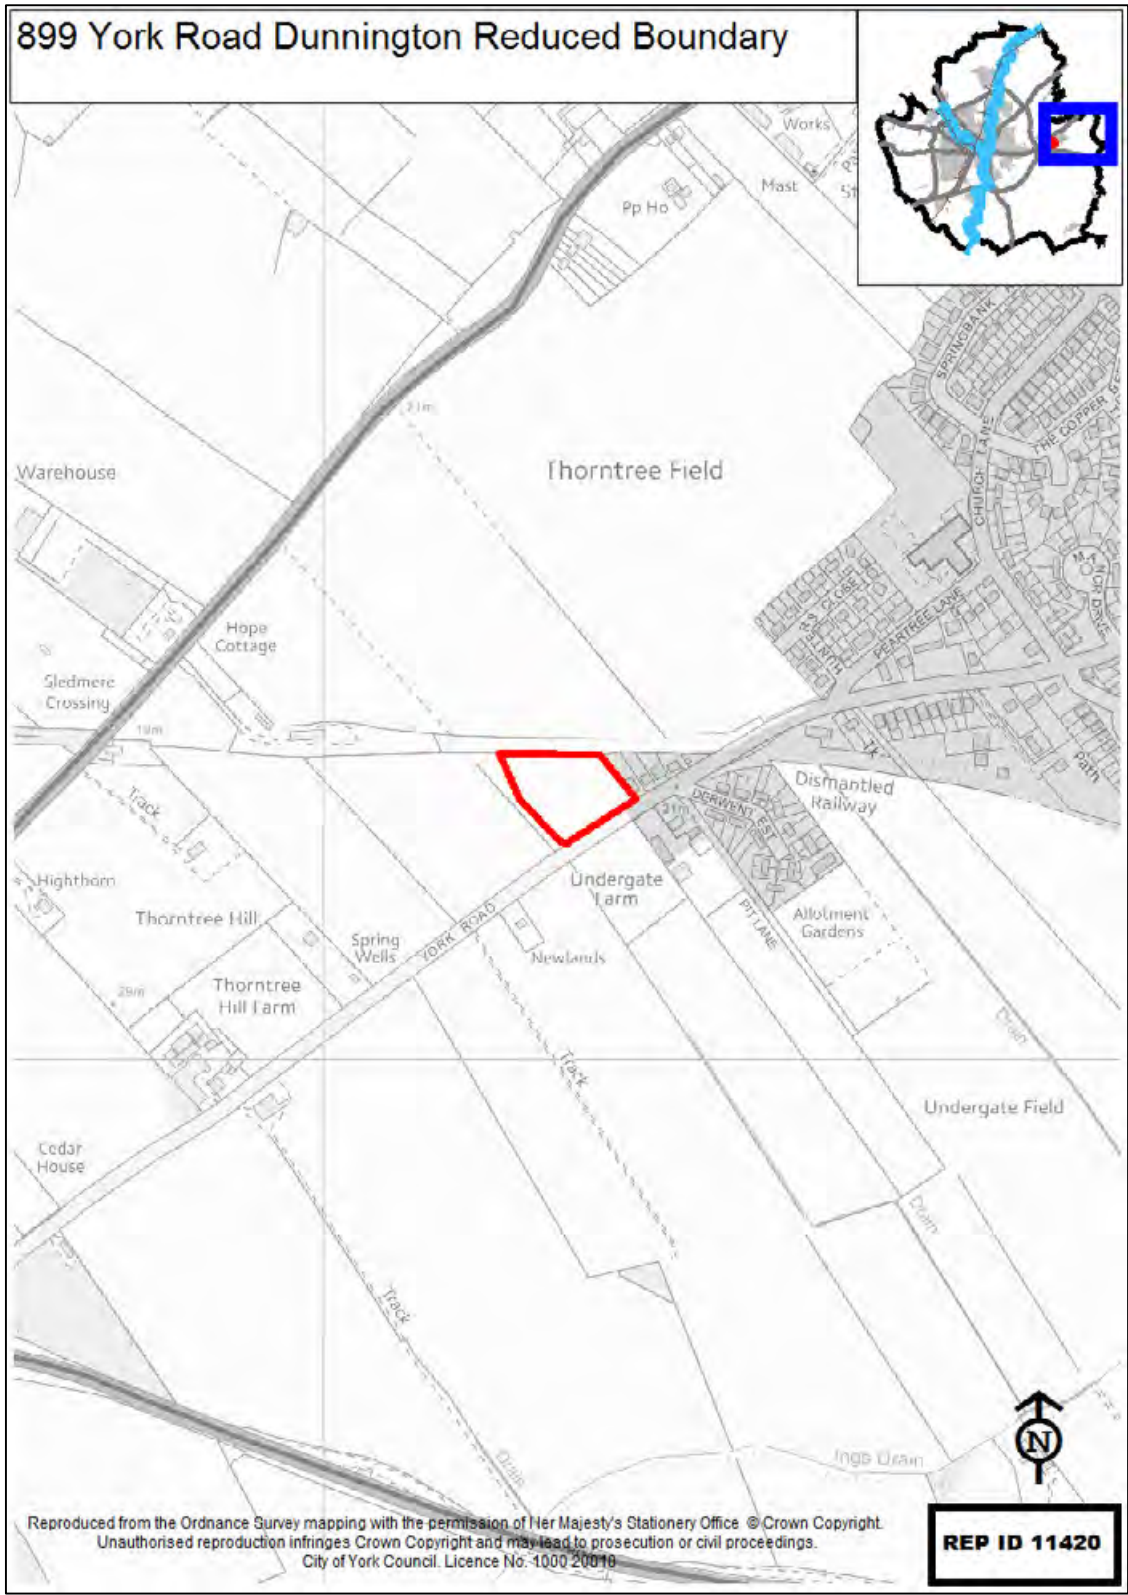 899 York Road Dunnington Reduced Boundary
Works
Mast
Pp Ho
SPRINGBANK
THE COPPER
CHURCH LANE
21m
Thorntree Field
Warehouse
HUNTERS CLOSE
PEARTREE LANE
DRIVE
Hope
Cottage
Sledmere
Crossing
19m
Track
Tk
Path
Dismantled
Railway
DERWENT EST
Highthorn
Undergate
Farm
Thorntree Hill
Spring
Wells
YORK ROAD
Newlands
PIT LANE
Allotment
Gardens
29m
Thorntree
Hill Farm
Drain
Track
Undergate Field
Cedar
House
Drain
Track
Ings Drain
Drain
N
Reproduced from the Ordnance Survey mapping with the permission of Her Majesty's Stationery Office © Crown Copyright.
Unauthorised reproduction infringes Crown Copyright and may lead to prosecution or civil proceedings.
City of York Council. Licence No. 1000 20818
REP ID 11420